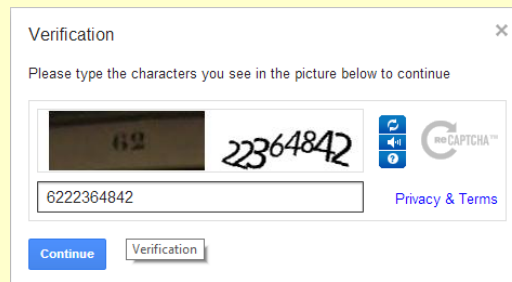 Verification
Please type the characters you see in the picture below to continue
62 22364842
reCAPTCHA™
6222364842
Privacy & Terms
Continue
Verification